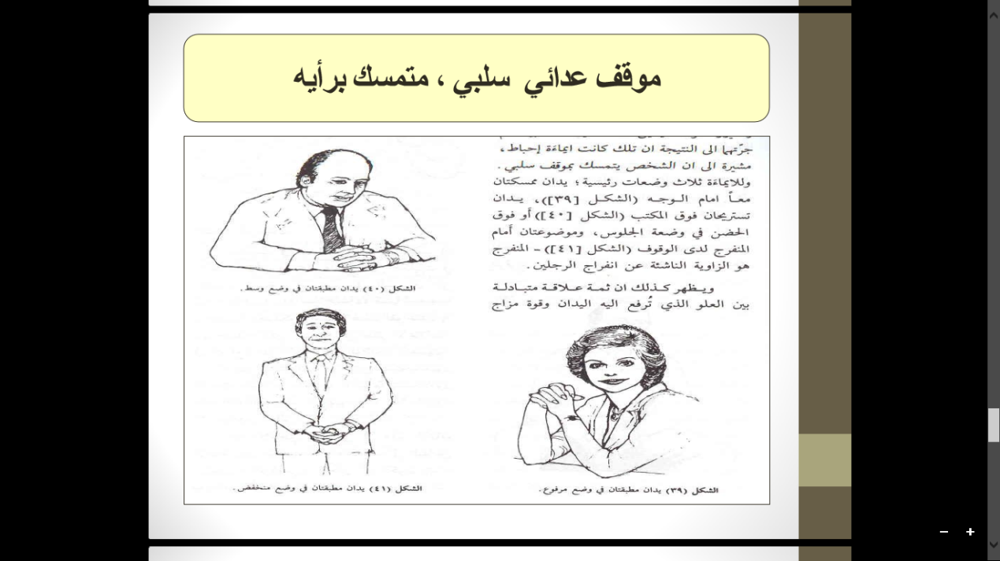 موقف عدائي سلبي ، متمسك برأيه
جرّتهما الى النتيجة ان تلك كانت ايماءة إحباط،
مشيرة الى ان الشخص يتمسك بموقف سلبي .
وللايماءة ثلاث وضعات رئيسية؛ يدان ممسكتان
معاً امام الوجه (الشكل [٣٩])، يدان
تستريحان فوق المكتب (الشكل [٤٠]) أو فوق
الحضن في وضعة الجلوس، وموضوعتان أمام
المنفرج لدى الوقوف (الشكل [٤١]) - المنفرج
هو الزاوية الناشئة عن انفراج الرجلين .
ويظهر كذلك ان ثمة علاقة متبادلة
بين العلو الذي تُرفع اليه اليدان وقوة مزاج
الشكل (٤٠) يدان مطبقتان في وضع وسط .
الشكل (٣٩) يدان مطبقتان في وضع مرفوع .
الشكل (٤١) يدان مطبقتان في وضع منخفض .